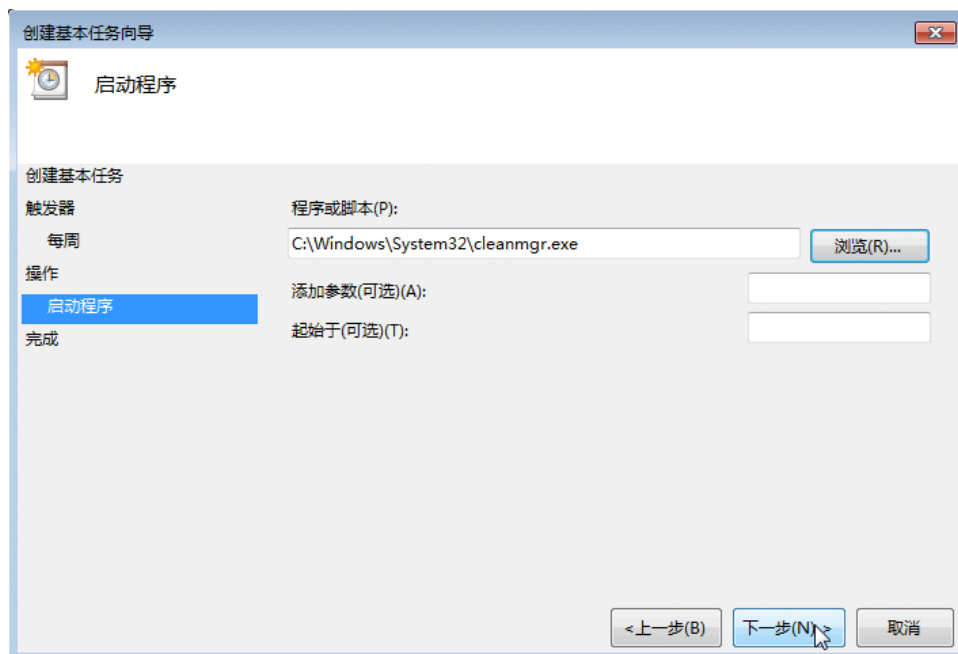 创建基本任务向导
启动程序
创建基本任务
触发器
程序或脚本(P):
每周
C:\Windows\System32\cleanmgr.exe
浏览(R)...
操作
添加参数(可选)(A):
启动程序
起始于(可选)(T):
完成
<上一步(B)
下一步(N) >
取消